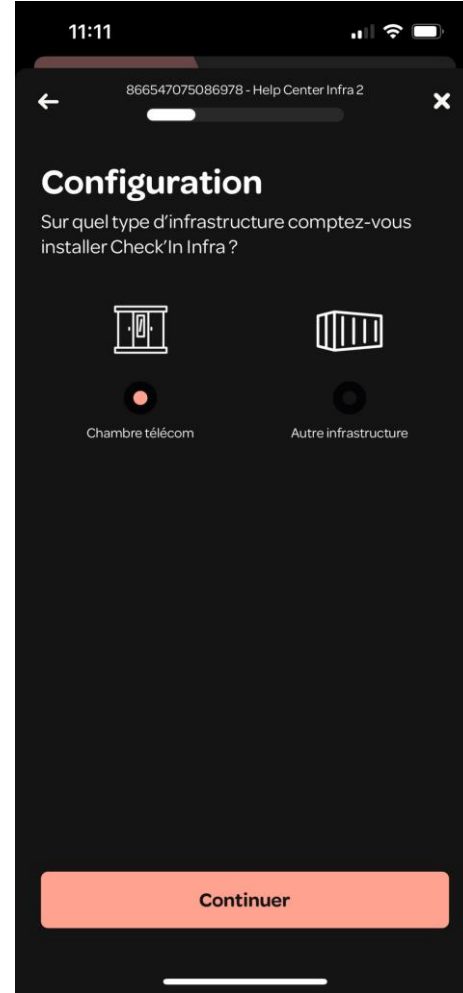 11:11
866547075086978 - Help Center Infra 2
Configuration
Sur quel type d'infrastructure comptez-vous
installer Check'In Infra ?
Chambre télécom
Autre infrastructure
Continuer